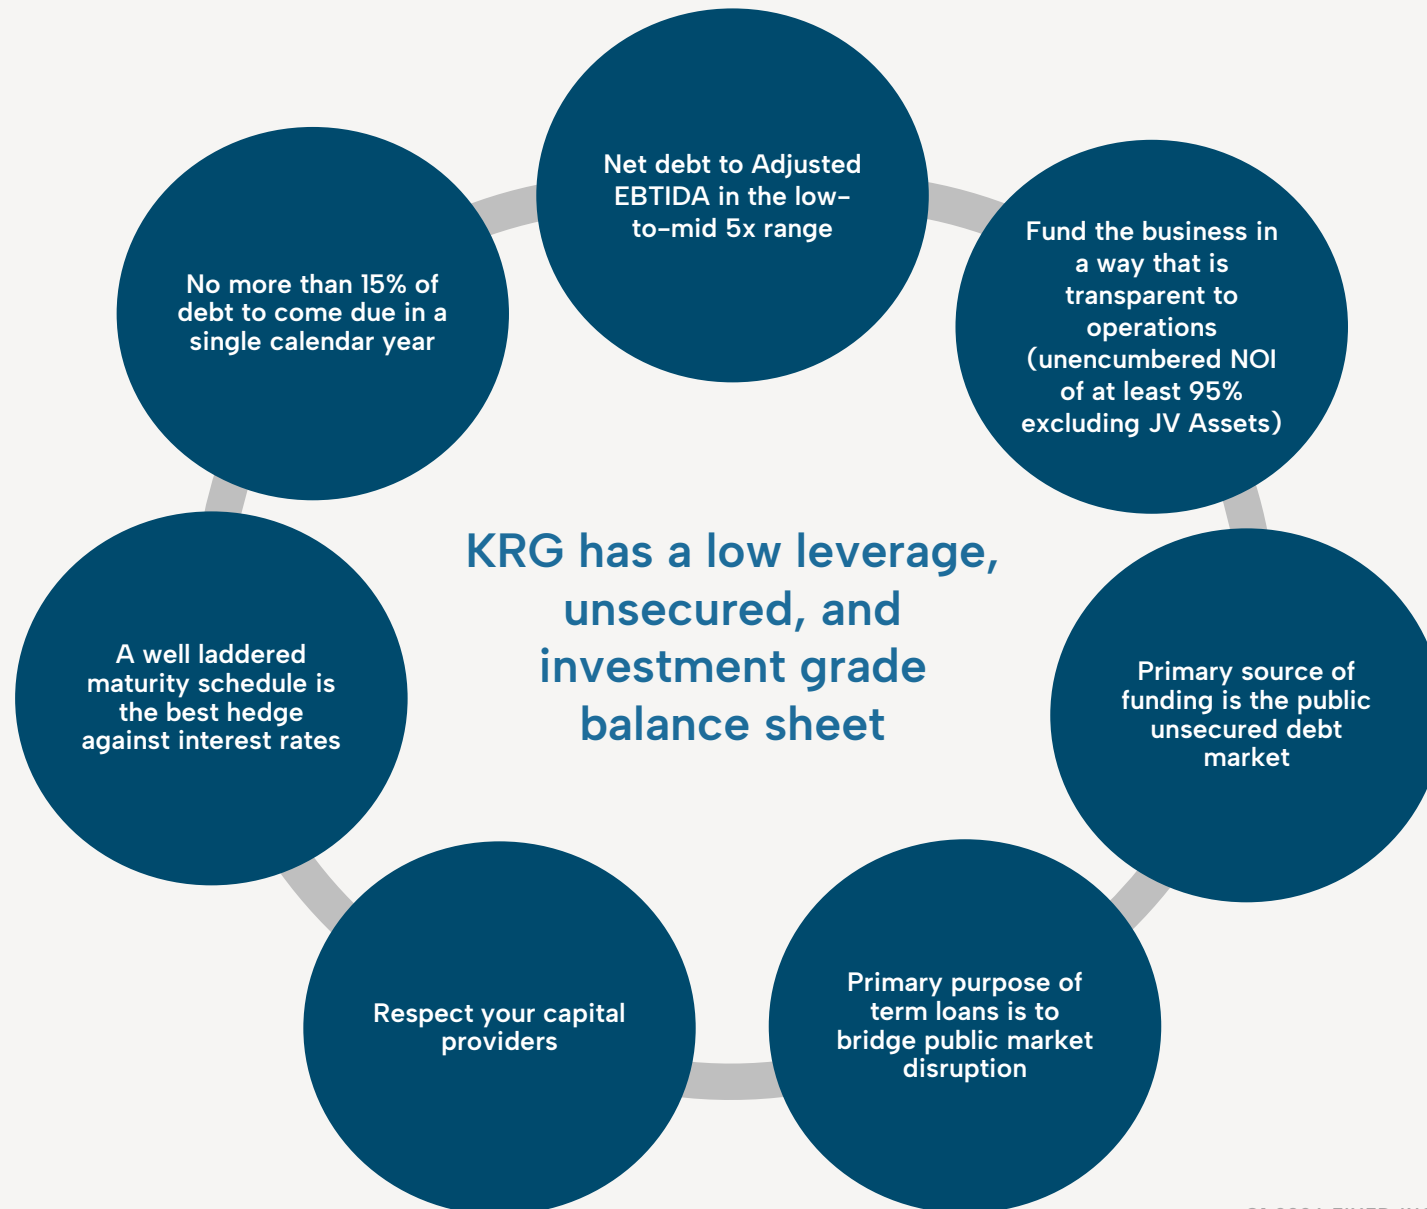 Net debt to Adjusted
EBTIDA in the low-
to-mid 5x range
Fund the business in
a way that is
transparent to
operations
(unencumbered NOI
of at least 95%
excluding JV Assets)
Primary source of
funding is the public
unsecured debt
market
Primary purpose of
term loans is to
bridge public market
disruption
Respect your capital
providers
A well laddered
maturity schedule is
the best hedge
against interest rates
No more than 15% of
debt to come due in a
single calendar year
KRG has a low leverage,
unsecured, and
investment grade
balance sheet